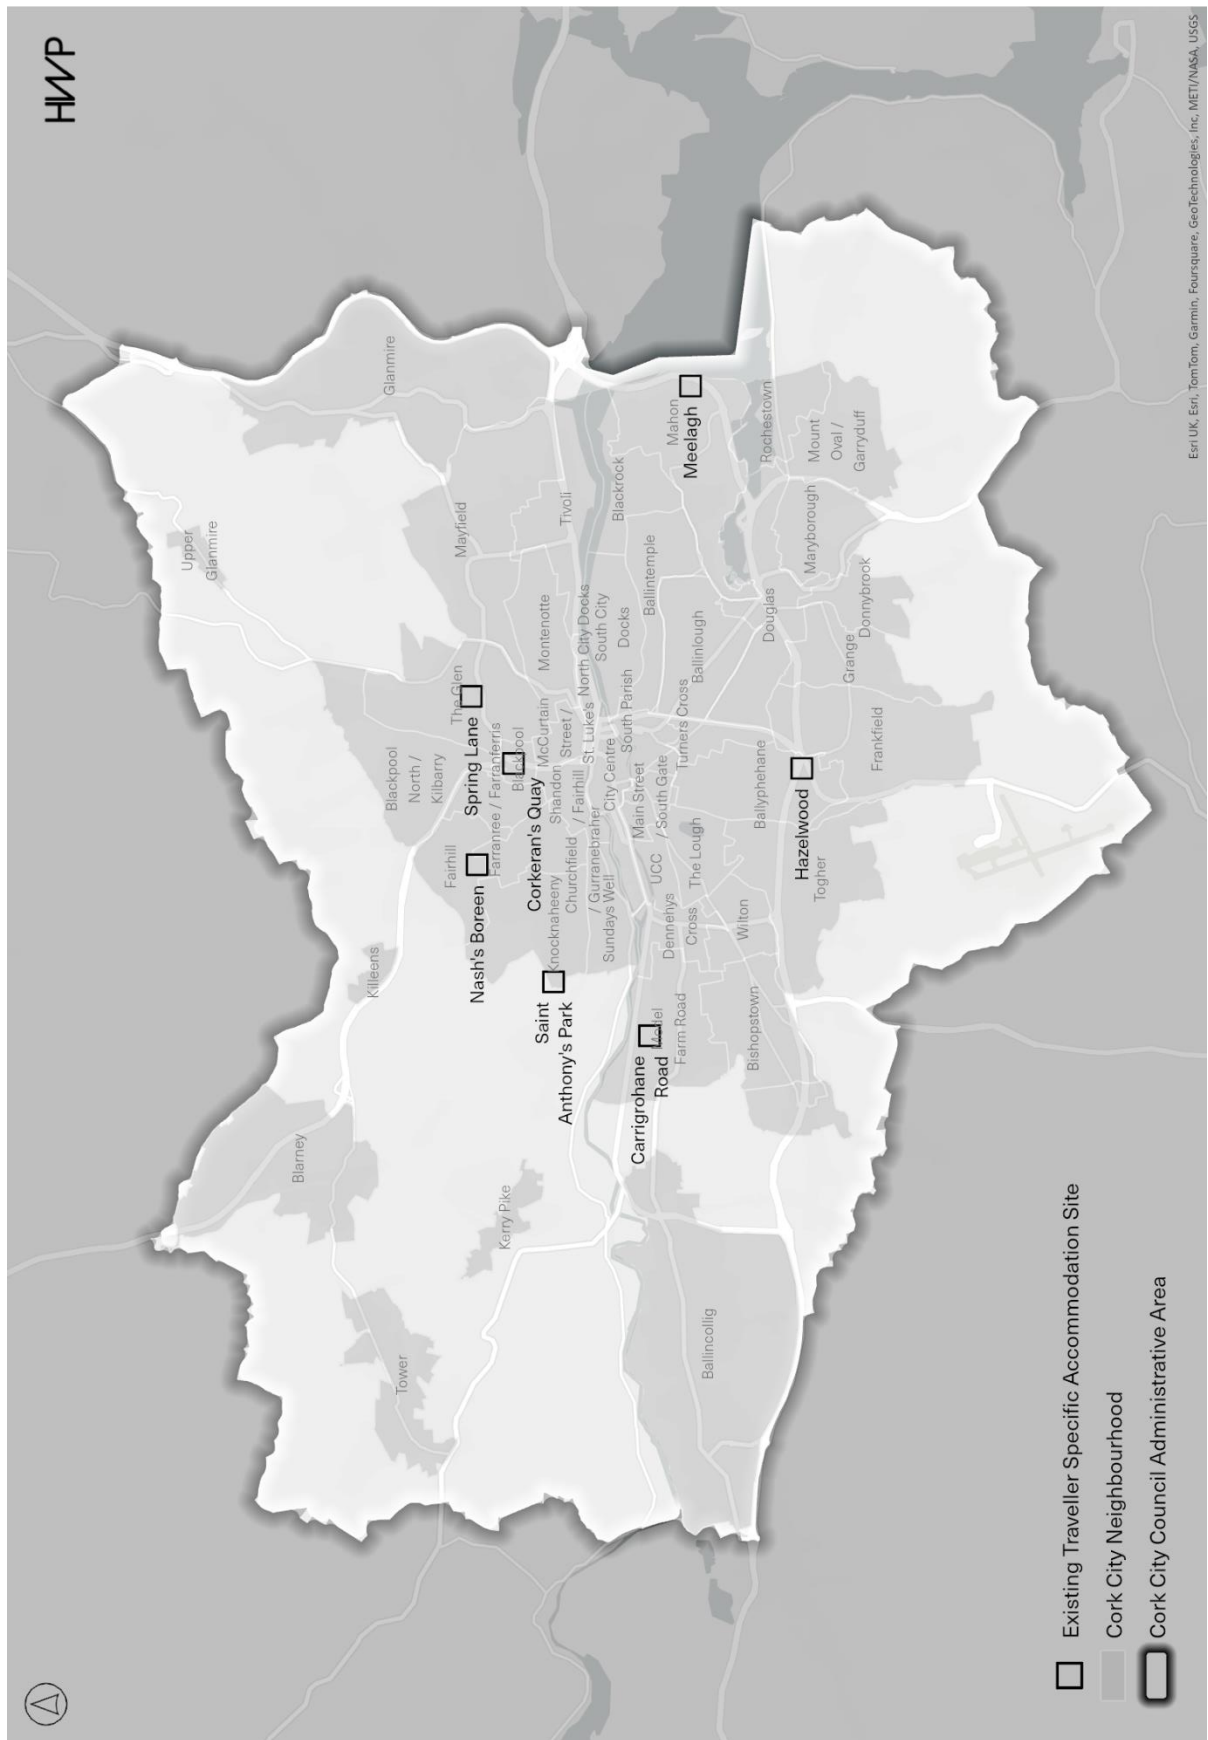 HWP
Glanmire
Upper
Glanmire
Mayfield
The Glen
Spring Lane
Blackpool
North /
Kilbarry
Fairhill
Farranree / Farranferris
Nash's Boreen
Blackpool
Corkeran's Quay
Killeens
Blarney
Tower
Kerry Pike
Tivoli
Montenotte
McCurtain
Street /
St. Luke's
North City Docks
South City
Docks
Shandon
Knocknaheeny
Churchfield
/ Fairhill
/ Gurranebraher
Sundays Well
City Centre
Saint
Anthony's Park
Blackrock
Mahon
Meelagh
Ballintemple
Ballinlough
South Parish
Turners Cross
Main Street
/ South Gate
UCC
The Lough
Dennehys
Cross
Model
Farm Road
Carrigrohane
Road
Wilton
Bishopstown
Ballincollig
Rochestown
Mount
Oval /
Garryduff
Maryborough
Douglas
Donnybrook
Grange
Frankfield
Ballyphehane
Hazelwood
Togher
Existing Traveller Specific Accommodation Site
Cork City Neighbourhood
Cork City Council Administrative Area
Esri UK, Esri, TomTom, Garmin, Foursquare, GeoTechnologies, Inc, METI/NASA, USGS